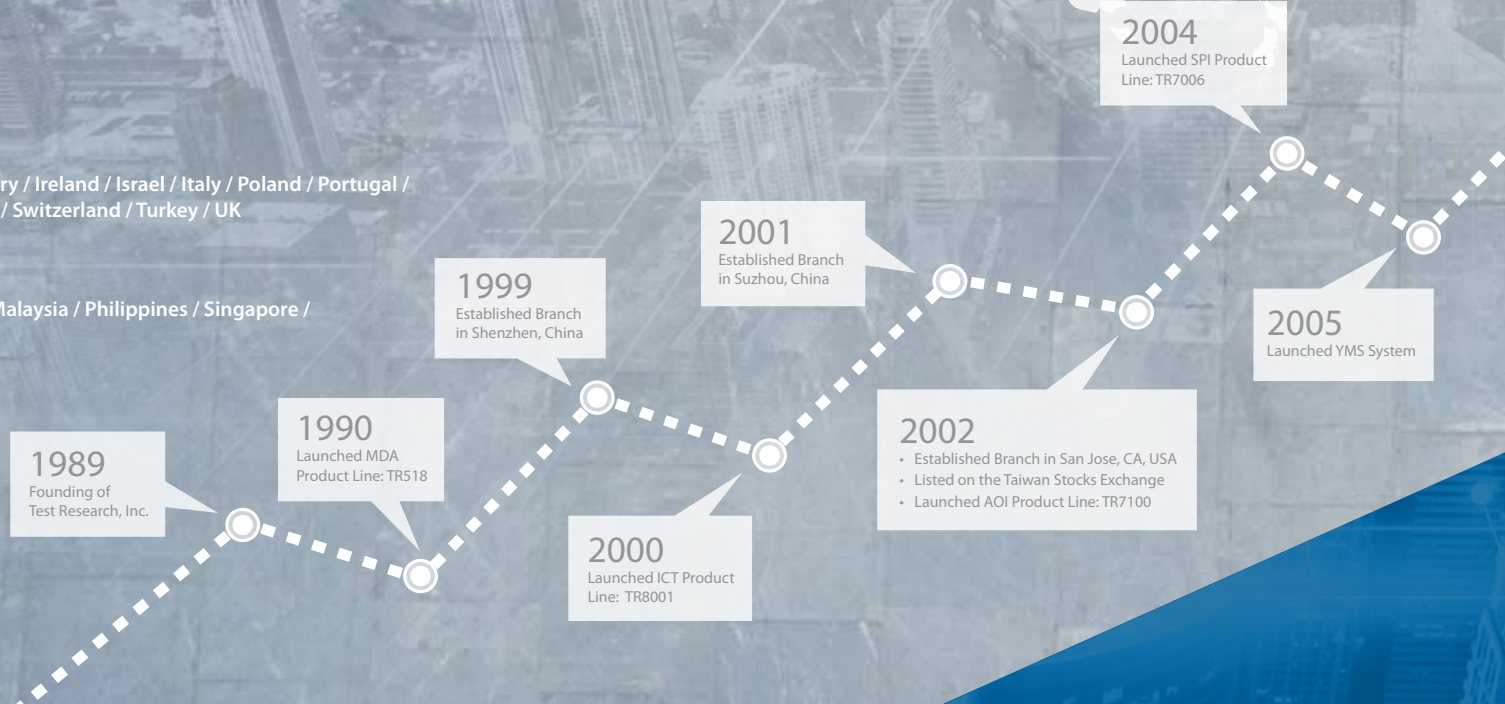 ry / Ireland / Israel / Italy / Poland / Portugal /
/ Switzerland / Turkey / UK
Malaysia / Philippines / Singapore /
1989
Founding of
Test Research, Inc.
1990
Launched MDA
Product Line: TR518
1999
Established Branch
in Shenzhen, China
2000
Launched ICT Product
Line: TR8001
2001
Established Branch
in Suzhou, China
2002
• Established Branch in San Jose, CA, USA
• Listed on the Taiwan Stocks Exchange
• Launched AOI Product Line: TR7100
2004
Launched SPI Product
Line: TR7006
2005
Launched YMS System